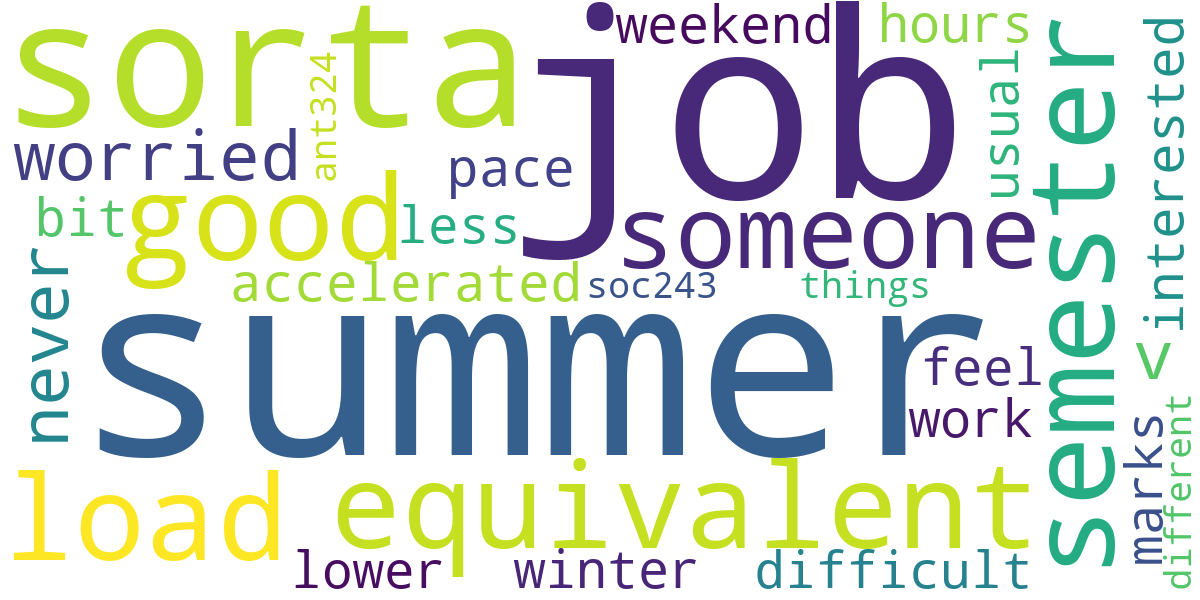 sorta
job
weekend
hours
semester
interested
ant324
usual
worried
pace
good
someone
bit
less
never
accelerated
soc243
things
summer
feel
<
work
different
marks
load
equivalent
lower
winter
difficult